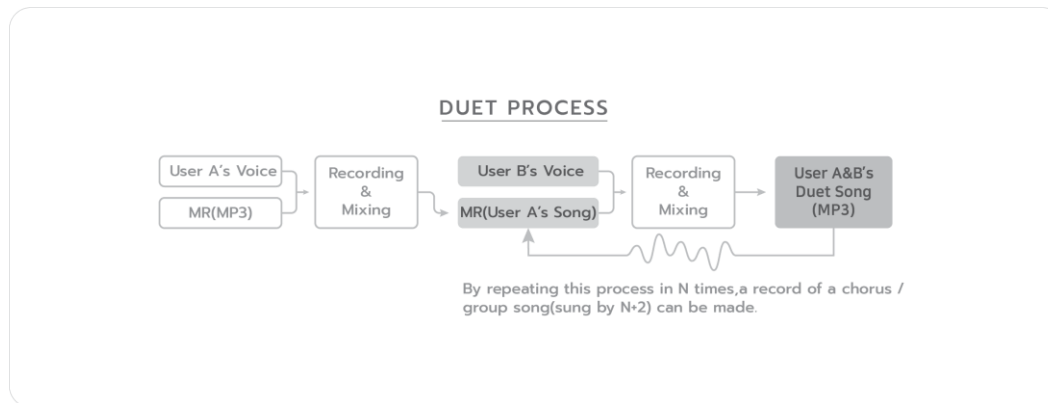 DUET PROCESS
User A's Voice
MR(MP3)
Recording
&
Mixing
User B's Voice
MR(User A's Song)
Recording
&
Mixing
User A&B's
Duet Song
(MP3)
By repeating this process in N times,a record of a chorus /
group song(sung by N+2) can be made.